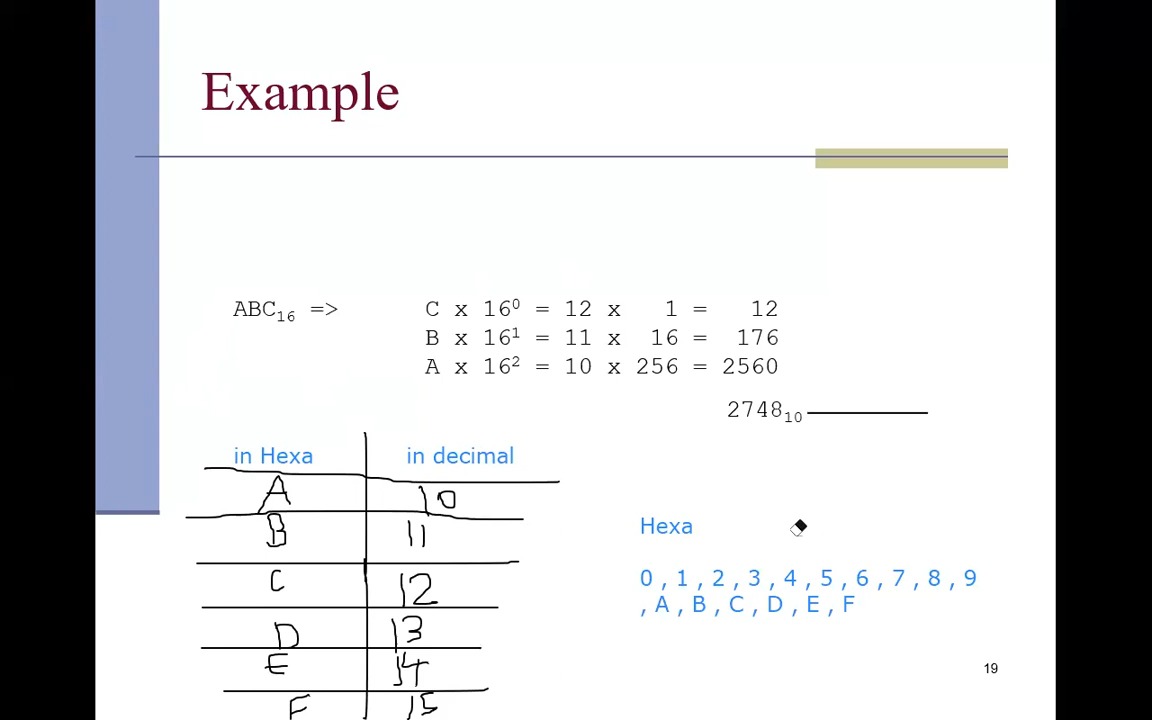 Example
ABC₁₆ => C x 16⁰ = 12 x 1 = 12
B x 16¹ = 11 x 16 = 176
A x 16² = 10 x 256 = 2560
2748₁₀
in Hexa in decimal
A 10
B 11
C 12
D 13
E 14
F 15
Hexa
0 , 1 , 2 , 3 , 4 , 5 , 6 , 7 , 8 , 9
, A , B , C , D , E , F
19